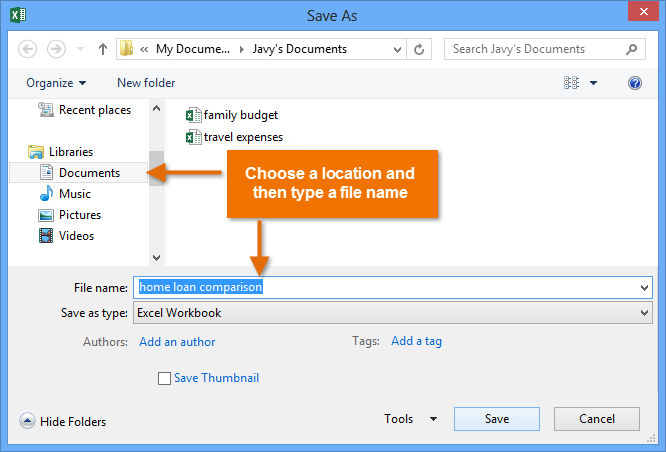 Save As
« My Docume... Javy's Documents
Search Javy's Documents
Organize
New folder
Recent places
Libraries
Documents
Music
Pictures
Videos
family budget
travel expenses
Choose a location and
then type a file name
File name: home loan comparison
Save as type: Excel Workbook
Authors: Add an author
Tags: Add a tag
Save Thumbnail
Hide Folders
Tools
Save
Cancel